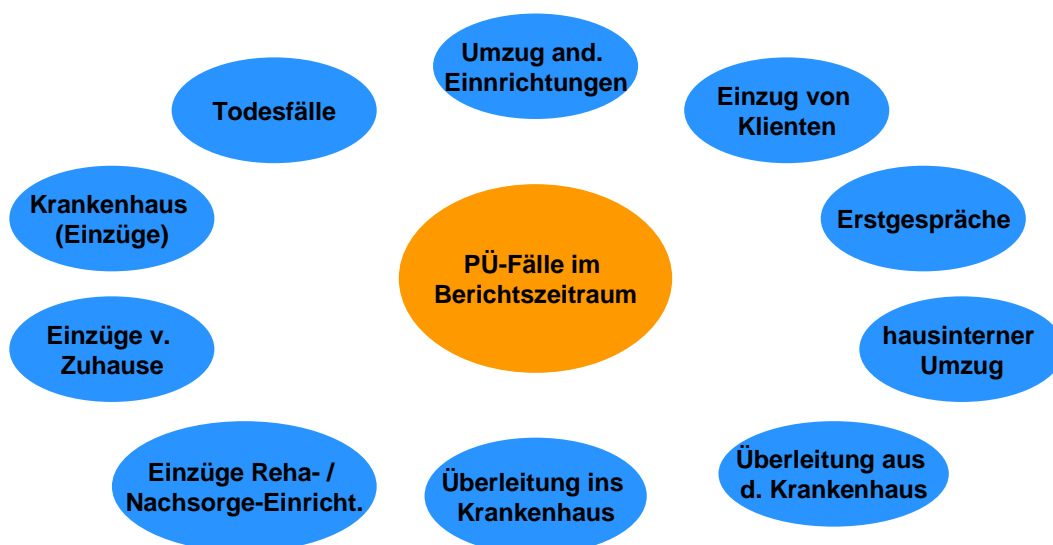 Umzug and.
Einnrichtungen
Todesfälle
Einzug von
Klienten
Krankenhaus
(Einzüge)
Erstgespräche
PÜ-Fälle im
Berichtszeitraum
Einzüge v.
Zuhause
hausinterner
Umzug
Einzüge Reha- /
Nachsorge-Einricht.
Überleitung ins
Krankenhaus
Überleitung aus
d. Krankenhaus